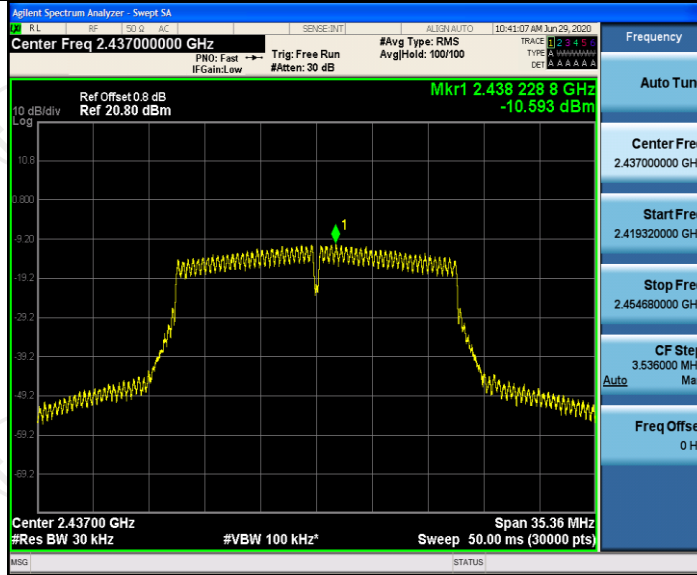 Agilent Spectrum Analyzer - Swept SA
LXI RL RF 50 Ω AC SENSE:INT ALIGN AUTO 10:41:07 AM Jun 29, 2020
Center Freq 2.437000000 GHz
PNO: Fast
IFGain:Low
Trig: Free Run
#Atten: 30 dB
#Avg Type: RMS
Avg|Hold: 100/100
TRACE 1 2 3 4 5 6
TYPE A W W W W W
DET A A A A A A
Frequency
Ref Offset 0.8 dB
Ref 20.80 dBm
10 dB/div
Log
Mkr1 2.438 228 8 GHz
-10.593 dBm
1
10.8
0.800
-9.20
-19.2
-29.2
-39.2
-49.2
-59.2
-69.2
Center 2.43700 GHz
Span 35.36 MHz
#Res BW 30 kHz
#VBW 100 kHz*
Sweep 50.00 ms (30000 pts)
MSG
STATUS
Auto Tun
Center Fre
2.437000000 GH
Start Fre
2.419320000 GH
Stop Fre
2.454680000 GH
CF Ste
3.536000 MH
Auto Ma
Freq Offse
0 H